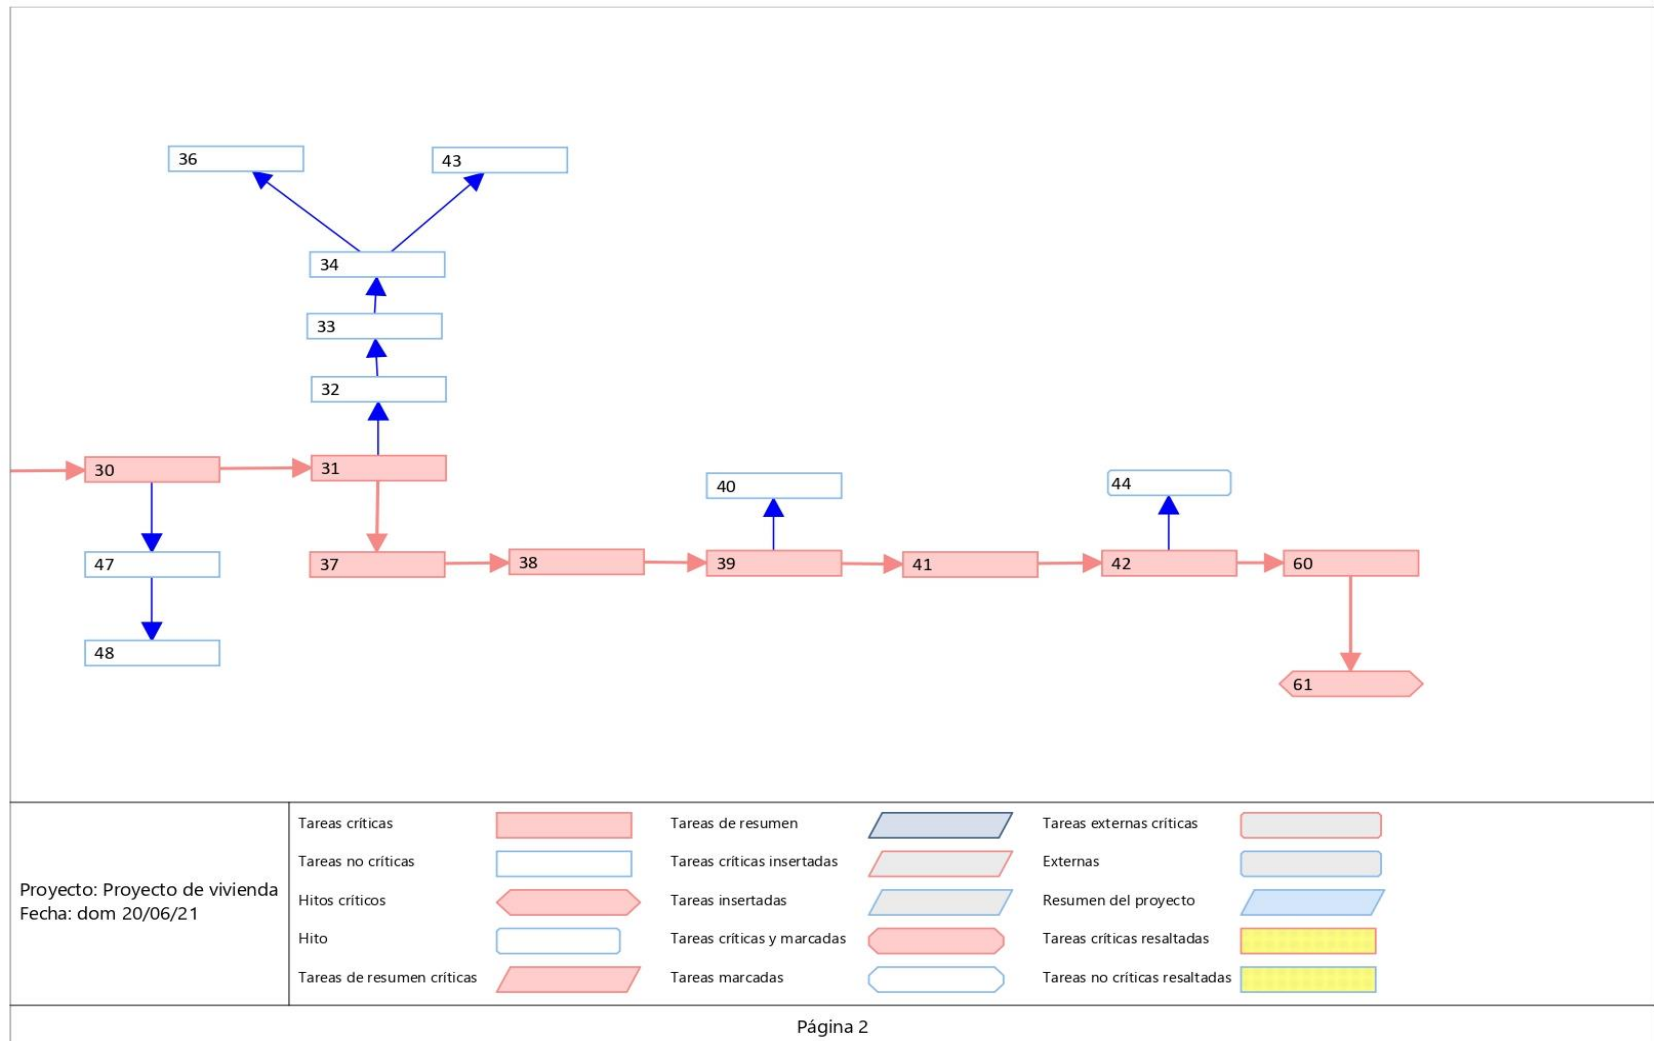 36
43
34
33
32
30
31
40
44
47
37
38
39
41
42
60
48
61
Proyecto: Proyecto de vivienda
Fecha: dom 20/06/21
Tareas críticas
Tareas no críticas
Hitos críticos
Hito
Tareas de resumen críticas
Tareas de resumen
Tareas críticas insertadas
Tareas insertadas
Tareas críticas y marcadas
Tareas marcadas
Tareas externas críticas
Externas
Resumen del proyecto
Tareas críticas resaltadas
Tareas no críticas resaltadas
Página 2